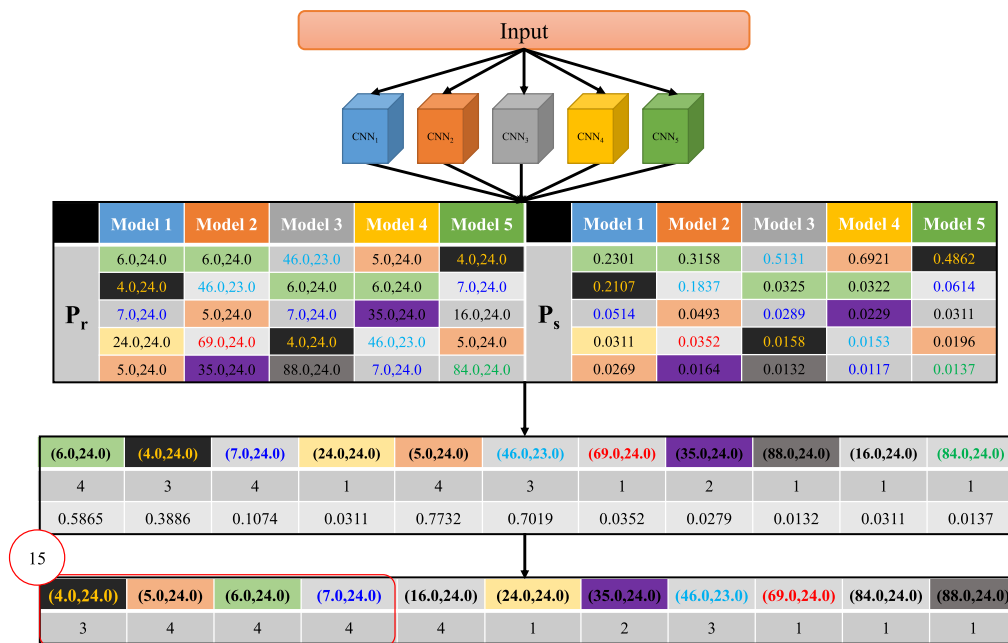 Input
CNN1 CNN2 CNN3 CNN4 CNN5
Model 1 Model 2 Model 3 Model 4 Model 5 Model 1 Model 2 Model 3 Model 4 Model 5
6.0,24.0 6.0,24.0 46.0,23.0 5.0,24.0 4.0,24.0 0.2301 0.3158 0.5131 0.6921 0.4862
4.0,24.0 46.0,23.0 6.0,24.0 6.0,24.0 7.0,24.0 0.2107 0.1837 0.0325 0.0322 0.0614
Pr 7.0,24.0 5.0,24.0 7.0,24.0 35.0,24.0 16.0,24.0 Ps 0.0514 0.0493 0.0289 0.0229 0.0311
24.0,24.0 69.0,24.0 4.0,24.0 46.0,23.0 5.0,24.0 0.0311 0.0352 0.0158 0.0153 0.0196
5.0,24.0 35.0,24.0 88.0,24.0 7.0,24.0 84.0,24.0 0.0269 0.0164 0.0132 0.0117 0.0137
(6.0,24.0) (4.0,24.0) (7.0,24.0) (24.0,24.0) (5.0,24.0) (46.0,23.0) (69.0,24.0) (35.0,24.0) (88.0,24.0) (16.0,24.0) (84.0,24.0)
4 3 4 1 4 3 1 2 1 1 1
0.5865 0.3886 0.1074 0.0311 0.7732 0.7019 0.0352 0.0279 0.0132 0.0311 0.0137
15
(4.0,24.0) (5.0,24.0) (6.0,24.0) (7.0,24.0) (16.0,24.0) (24.0,24.0) (35.0,24.0) (46.0,23.0) (69.0,24.0) (84.0,24.0) (88.0,24.0)
3 4 4 4 4 1 2 3 1 1 1